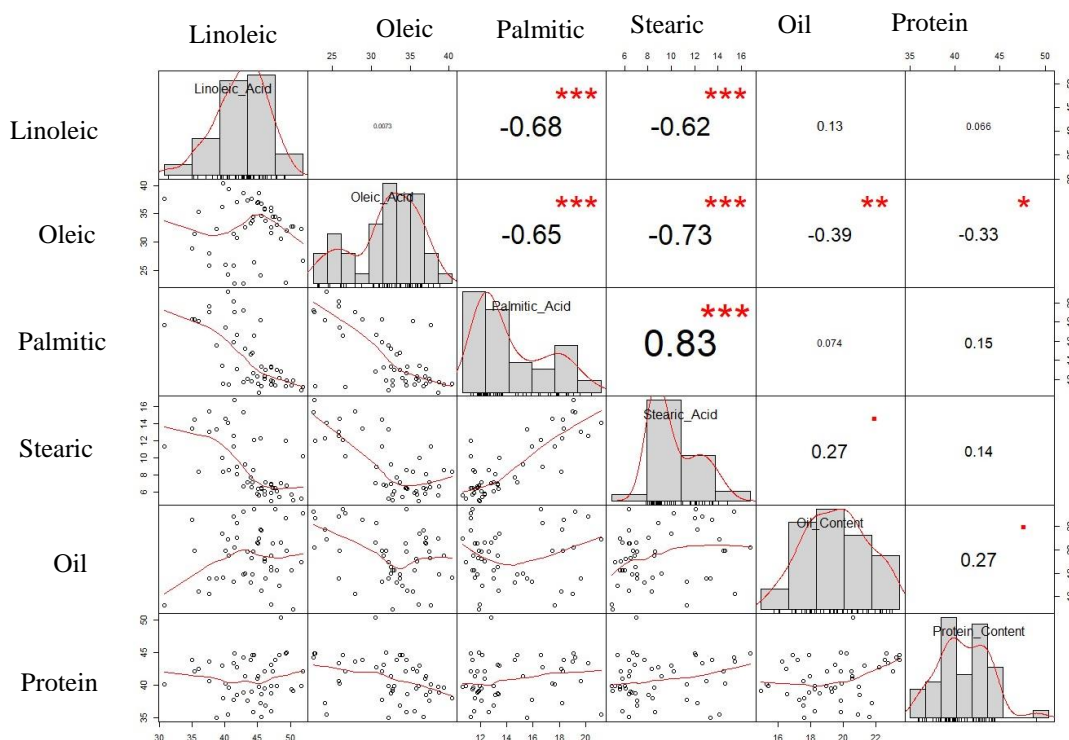 Linoleic Oleic Palmitic Stearic Oil Protein
25 30 35 40 6 8 10 12 14 16 35 40 45 50
Linoleic
Linoleic_Acid
0.0073
***
-0.68
***
-0.62
0.13
0.066
Oleic
25 30 35 40
Oleic_Acid
***
-0.65
***
-0.73
**
-0.39
*
-0.33
Palmitic
Palmitic_Acid
***
0.83
0.074
0.15
Stearic
6 8 10 12 14 16
Stearic_Acid
0.27
0.14
Oil
Oil_Content
0.27
Protein
35 40 45 50
Protein_Content
30 35 40 45 50 12 14 16 18 20 16 18 20 22